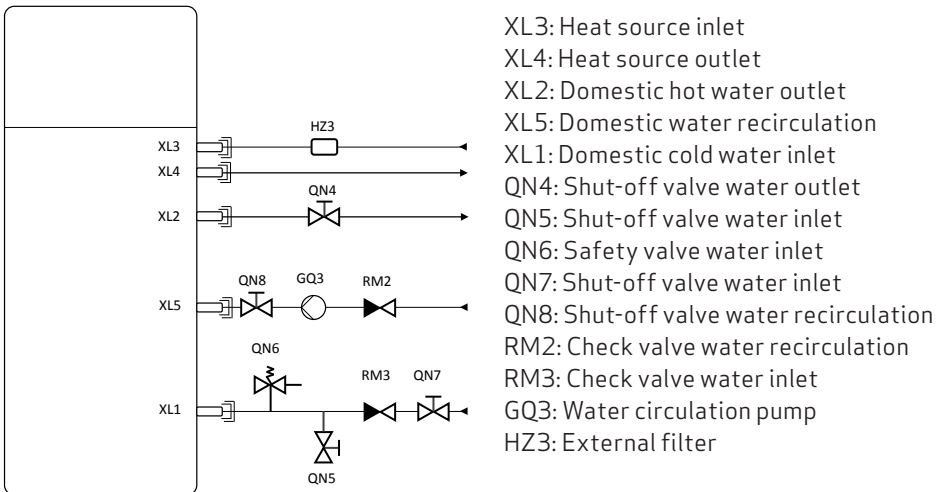 HZ3
XL3
XL4
QN4
XL2
QN8
GQ3
RM2
XL5
QN6
RM3
QN7
XL1
QN5
XL3: Heat source inlet
XL4: Heat source outlet
XL2: Domestic hot water outlet
XL5: Domestic water recirculation
XL1: Domestic cold water inlet
QN4: Shut-off valve water outlet
QN5: Shut-off valve water inlet
QN6: Safety valve water inlet
QN7: Shut-off valve water inlet
QN8: Shut-off valve water recirculation
RM2: Check valve water recirculation
RM3: Check valve water inlet
GQ3: Water circulation pump
HZ3: External filter